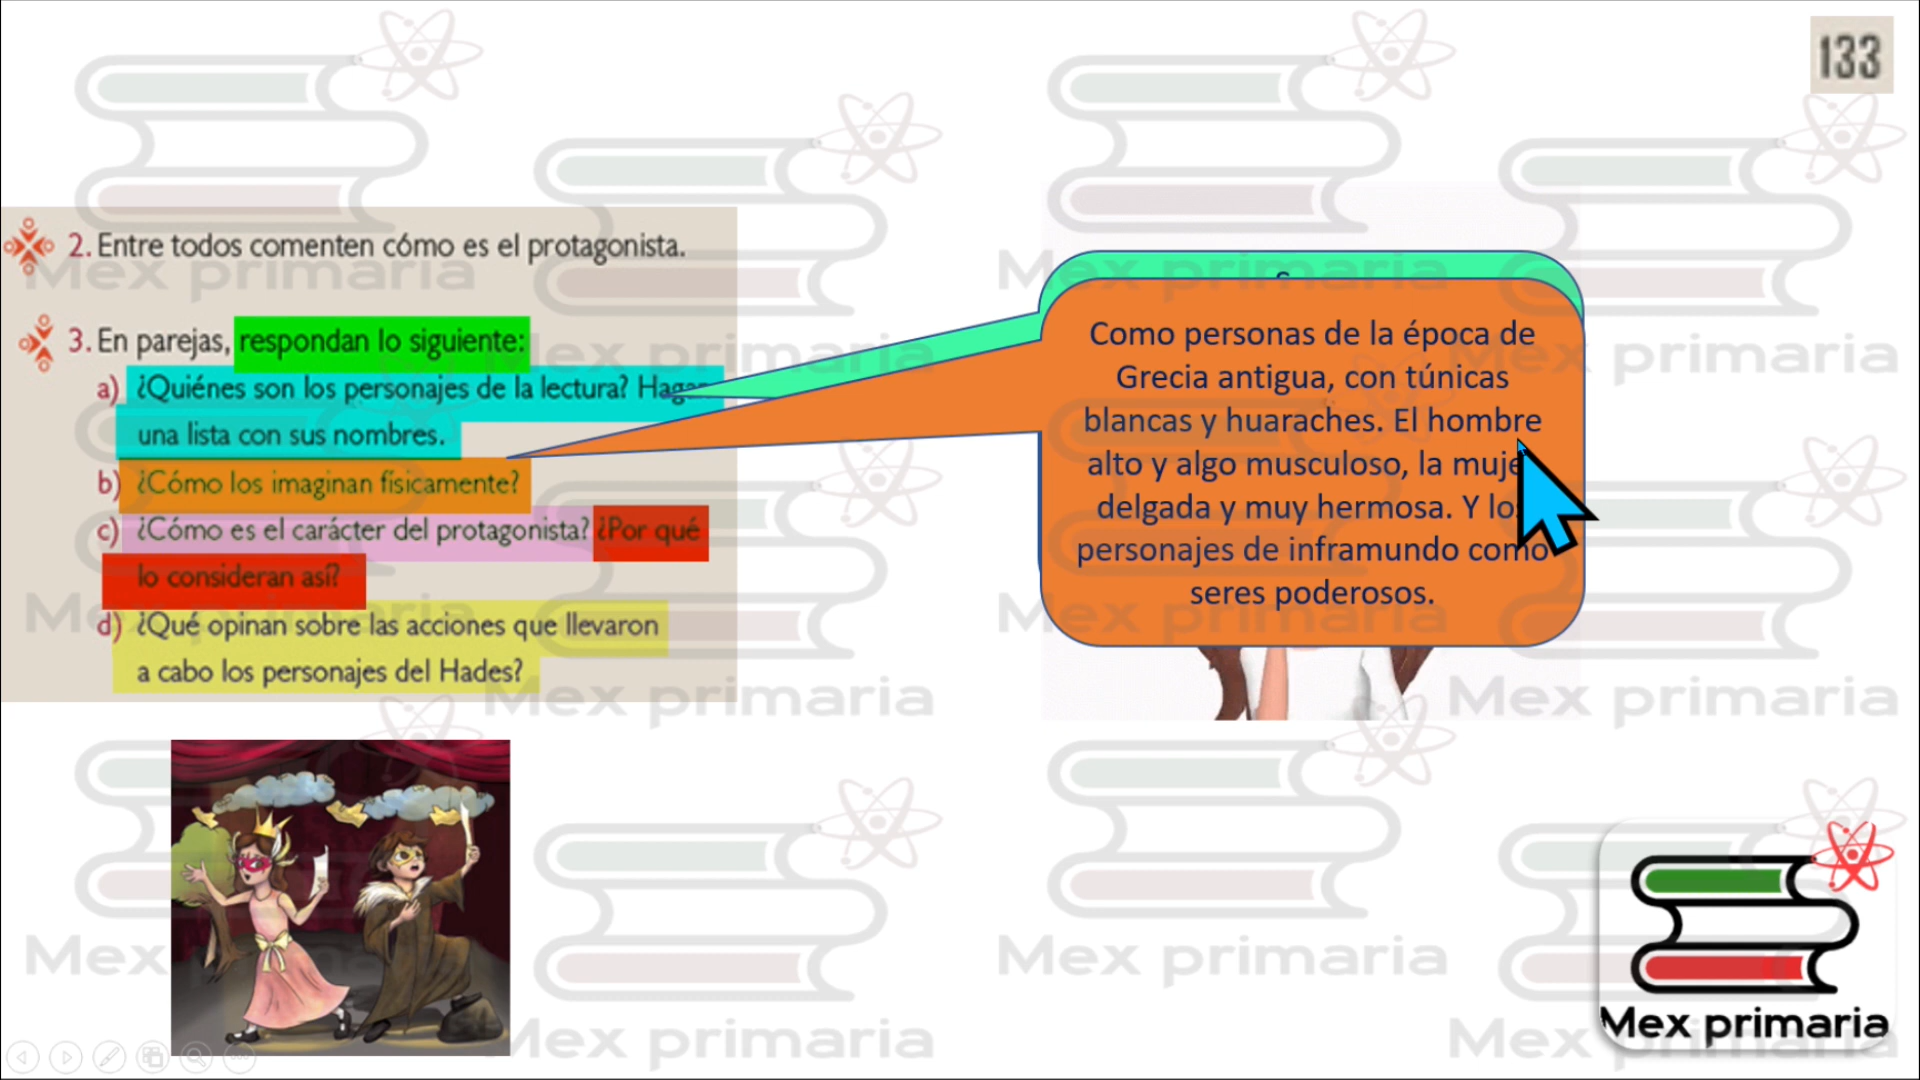 133
2. Entre todos comenten cómo es el protagonista.
3. En parejas, respondan lo siguiente:
a) ¿Quiénes son los personajes de la lectura? Hagan
una lista con sus nombres.
b) ¿Cómo los imaginan físicamente?
c) ¿Cómo es el carácter del protagonista? ¿Por qué
lo consideran así?
d) ¿Qué opinan sobre las acciones que llevaron
a cabo los personajes del Hades?
Como personas de la época de
Grecia antigua, con túnicas
blancas y huaraches. El hombre
alto y algo musculoso, la mujer
delgada y muy hermosa. Y los
personajes de inframundo como
seres poderosos.
Mex primaria